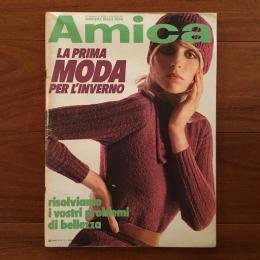 Amica
LA PRIMA
MODA
PER L'INVERNO
risolviamo
i vostri problemi
di bellezza